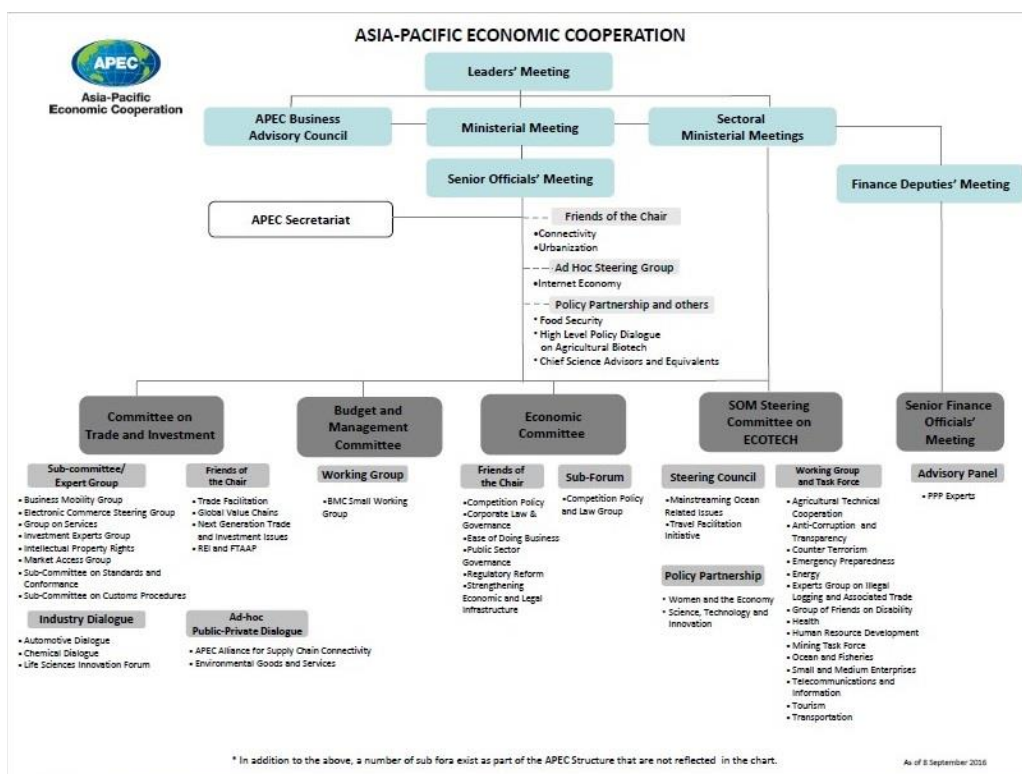 ASIA-PACIFIC ECONOMIC COOPERATION
APEC
Asia-Pacific
Economic Cooperation
Leaders' Meeting
APEC Business
Advisory Council
Ministerial Meeting
Sectoral
Ministerial Meetings
Senior Officials' Meeting
Finance Deputies' Meeting
APEC Secretariat
Friends of the Chair
•Connectivity
•Urbanization
Ad Hoc Steering Group
•Internet Economy
Policy Partnership and others
* Food Security
* High Level Policy Dialogue
on Agricultural Biotech
* Chief Science Advisors and Equivalents
Committee on
Trade and Investment
Sub-committee/
Expert Group
• Business Mobility Group
• Electronic Commerce Steering Group
• Group on Services
• Investment Experts Group
• Intellectual Property Rights
• Market Access Group
• Sub-Committee on Standards and
Conformance
• Sub-Committee on Customs Procedures
Friends of
the Chair
• Trade Facilitation
• Global Value Chains
• Next Generation Trade
and Investment Issues
• REI and FTAAP
Industry Dialogue
• Automotive Dialogue
• Chemical Dialogue
• Life Sciences Innovation Forum
Ad-hoc
Public-Private Dialogue
• APEC Alliance for Supply Chain Connectivity
• Environmental Goods and Services
Budget and
Management
Committee
Working Group
• BMC Small Working
Group
Economic
Committee
Friends of
the Chair
•Competition Policy
•Corporate Law &
Governance
•Ease of Doing Business
•Public Sector
Governance
•Regulatory Reform
•Strengthening
Economic and Legal
Infrastructure
Sub-Forum
• Competition Policy
and Law Group
SOM Steering
Committee on
ECOTECH
Steering Council
•Mainstreaming Ocean
Related Issues
•Travel Facilitation
Initiative
Policy Partnership
• Women and the Economy
• Science, Technology and
Innovation
Working Group
and Task Force
• Agricultural Technical
Cooperation
• Anti-Corruption and
Transparency
• Counter Terrorism
• Emergency Preparedness
• Energy
• Experts Group on Illegal
Logging and Associated Trade
• Group of Friends on Disability
• Health
• Human Resource Development
• Mining Task Force
• Ocean and Fisheries
• Small and Medium Enterprises
• Telecommunications and
Information
• Tourism
• Transportation
Senior Finance
Officials'
Meeting
Advisory Panel
• PPP Experts
* In addition to the above, a number of sub fora exist as part of the APEC Structure that are not reflected in the chart.
As of 8 September 2016